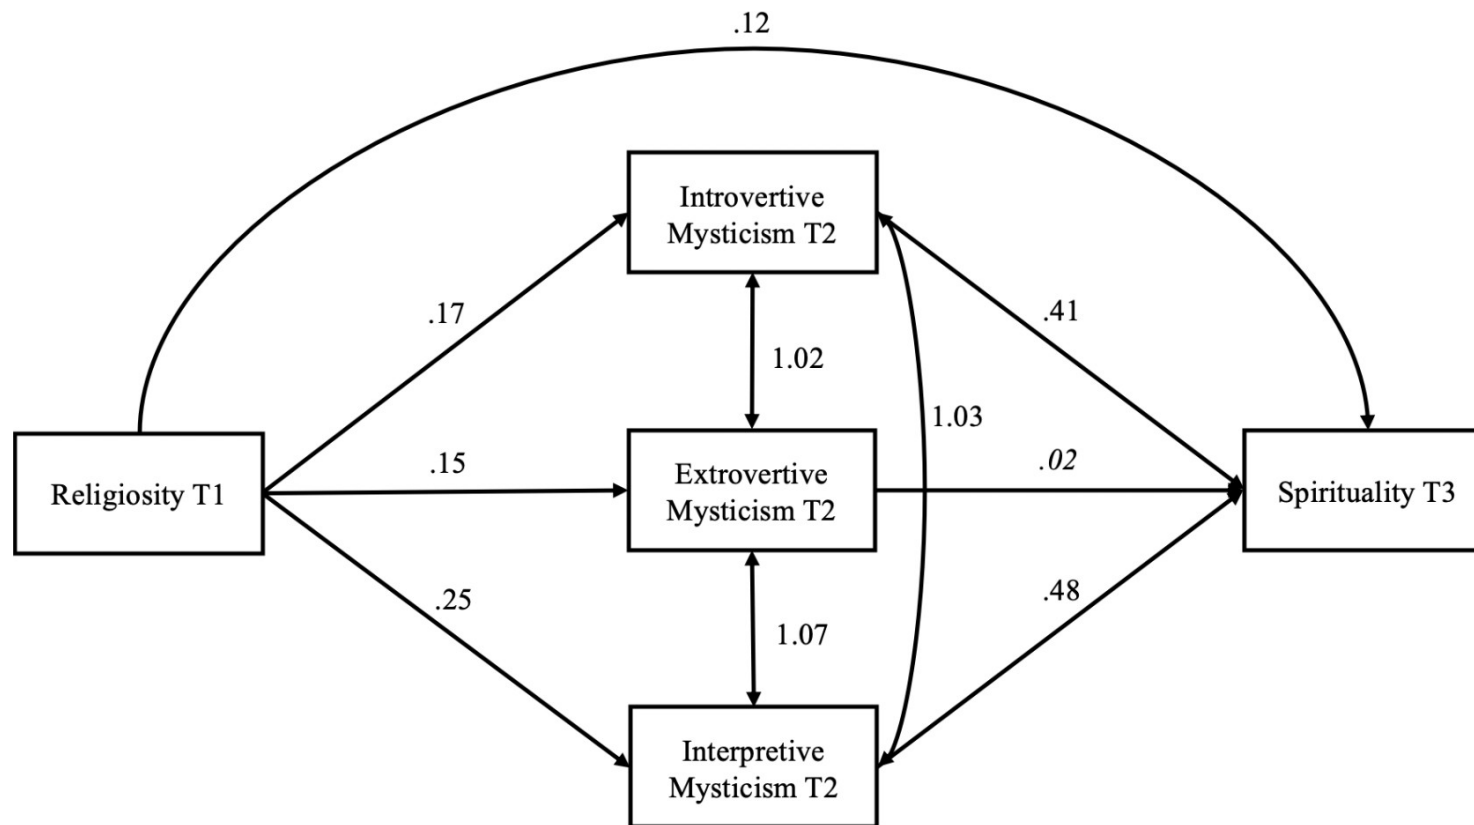 .12
Introvertive
Mysticism T2
.17
.41
1.02
1.03
Religiosity T1
.15
Extrovertive
Mysticism T2
.02
Spirituality T3
.25
.48
1.07
Interpretive
Mysticism T2